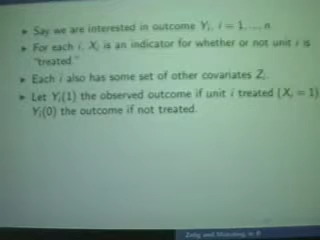 ▸ Say we are interested in outcome Yᵢ, i = 1, ... n
▸ For each i, Xᵢ is an indicator for whether or not unit i is
"treated."
▸ Each i also has some set of other covariates Zᵢ.
▸ Let Yᵢ(1) the observed outcome if unit i treated (Xᵢ = 1)
Yᵢ(0) the outcome if not treated.
Zelig and Matching in R